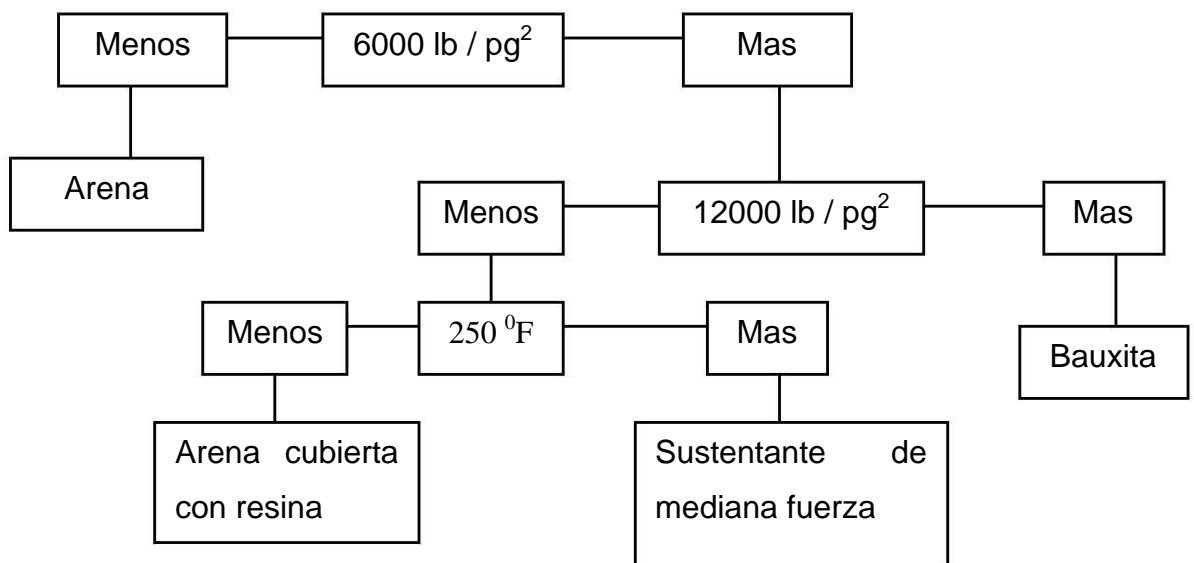 Menos
6000 lb / pg²
Mas
Arena
Menos
12000 lb / pg²
Mas
Menos
250 ⁰F
Mas
Bauxita
Arena cubierta
con resina
Sustentante de
mediana fuerza